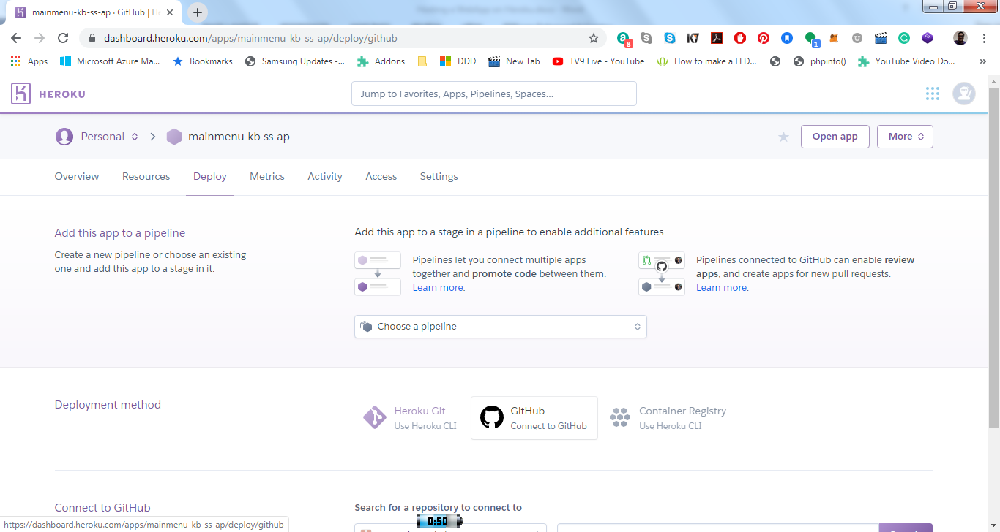 mainmenu-kb-ss-ap · GitHub | He
dashboard.heroku.com/apps/mainmenu-kb-ss-ap/deploy/github
8
1
Apps
Microsoft Azure Ma...
Bookmarks
Samsung Updates -...
Addons
DDD
New Tab
TV9 Live - YouTube
How to make a LED...
phpinfo()
YouTube Video Do...
HEROKU
Jump to Favorites, Apps, Pipelines, Spaces...
Personal
mainmenu-kb-ss-ap
Open app
More
Overview
Resources
Deploy
Metrics
Activity
Access
Settings
Add this app to a pipeline
Create a new pipeline or choose an existing
one and add this app to a stage in it.
Add this app to a stage in a pipeline to enable additional features
Pipelines let you connect multiple apps
together and promote code between them.
Learn more.
Pipelines connected to GitHub can enable review
apps, and create apps for new pull requests.
Learn more.
Choose a pipeline
Deployment method
Heroku Git
Use Heroku CLI
GitHub
Connect to GitHub
Container Registry
Use Heroku CLI
Connect to GitHub
Search for a repository to connect to
https://dashboard.heroku.com/apps/mainmenu-kb-ss-ap/deploy/github
0:50